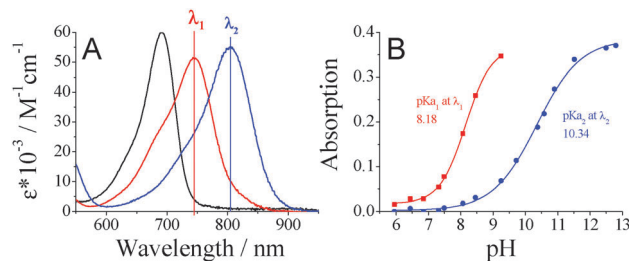 λ₁
λ₂
A
60
50
40
30
20
10
0
ε*10⁻³ / M⁻¹cm⁻¹
600
700
800
900
Wavelength / nm
B
0.4
0.3
0.2
0.1
0.0
Absorption
pKa₁ at λ₁
8.18
pKa₂ at λ₂
10.34
6
7
8
9
10
11
12
13
pH